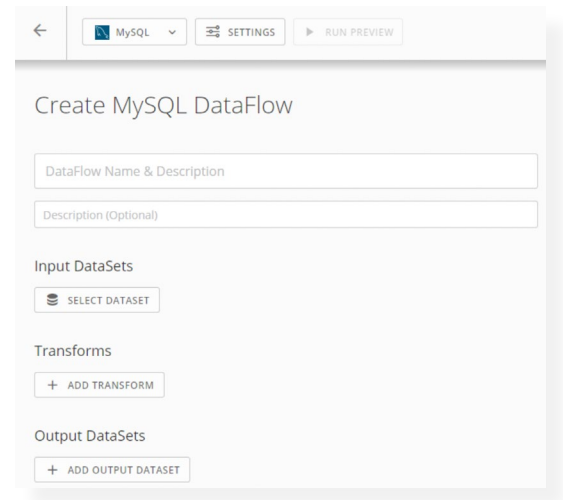 MySQL SETTINGS RUN PREVIEW
Create MySQL DataFlow
DataFlow Name & Description
Description (Optional)
Input DataSets
SELECT DATASET
Transforms
+ ADD TRANSFORM
Output DataSets
+ ADD OUTPUT DATASET